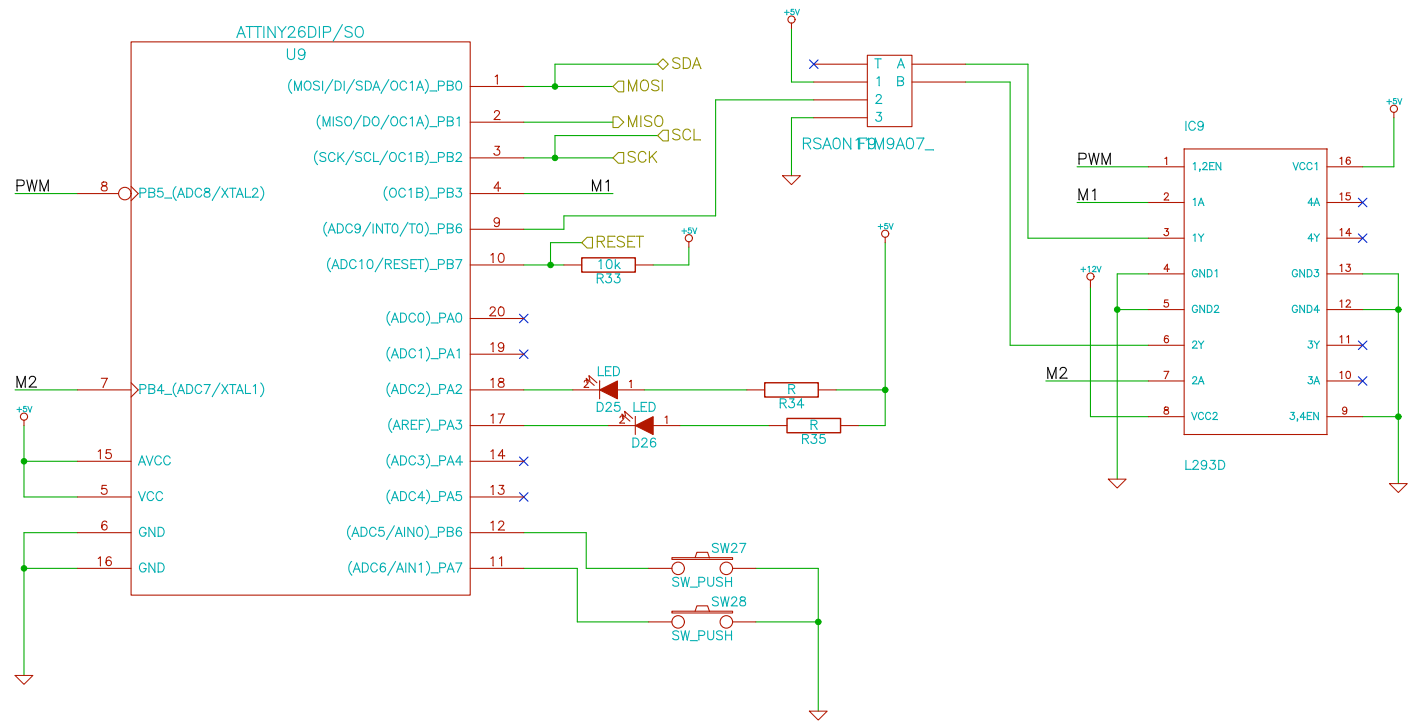 ATTINY26DIP/SO
U9
(MOSI/DI/SDA/OC1A)_PB0
1
SDA
MOSI
(MISO/DO/OC1A)_PB1
2
MISO
SCL
(SCK/SCL/OC1B)_PB2
3
SCK
PWM
8
PB5_(ADC8/XTAL2)
(OC1B)_PB3
4
M1
(ADC9/INT0/T0)_PB6
9
RESET
(ADC10/RESET)_PB7
10
10k
R33
+5V
(ADC0)_PA0
20
(ADC1)_PA1
19
M2
7
PB4_(ADC7/XTAL1)
(ADC2)_PA2
18
LED
2
1
D25
R
R34
+5V
(AREF)_PA3
17
LED
2
1
D26
R
R35
+5V
15
AVCC
(ADC3)_PA4
14
5
VCC
(ADC4)_PA5
13
6
GND
(ADC5/AIN0)_PB6
12
16
GND
(ADC6/AIN1)_PA7
11
SW27
SW_PUSH
SW28
SW_PUSH
+5V
T A
1 B
2
3
RSA0N11
M9A07_
+5V
IC9
PWM
1
1,2EN
VCC1
16
M1
2
1A
4A
15
3
1Y
4Y
14
+12V
4
GND1
GND3
13
5
GND2
GND4
12
6
2Y
3Y
11
M2
7
2A
3A
10
8
VCC2
3,4EN
9
L293D